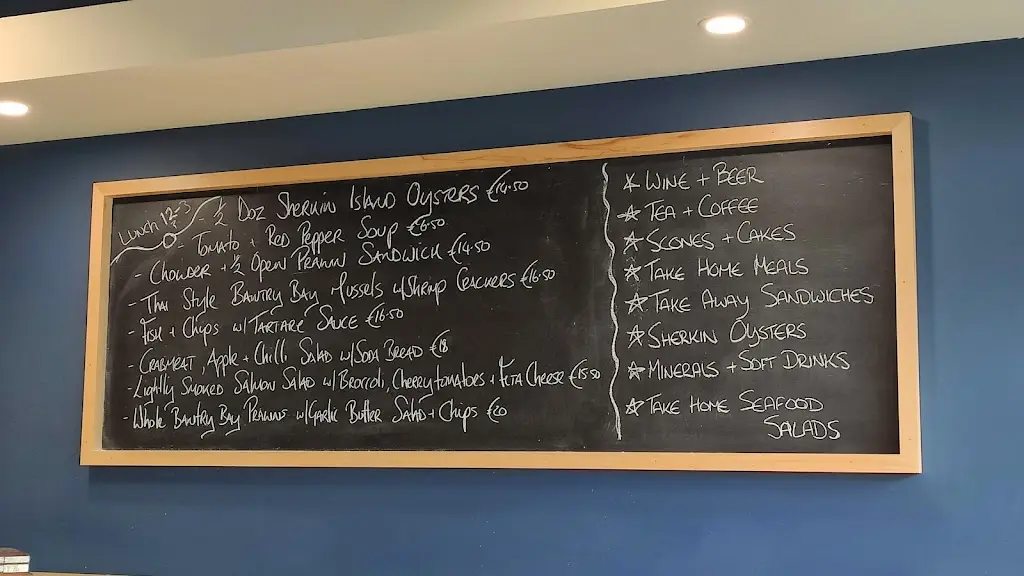 Lunch 12-3
- ½ Doz Sherkin Island Oysters €14.50
- Tomato + Red Pepper Soup €6.50
- Chowder + ½ Open Prawn Sandwick €14.50
- Thai Style Bantry Bay Mussels w/Shrimp Crackers €16.50
- Fish + Chips w/Tartare Sauce €16.50
- Crabmeat, Apple + Chilli Salad w/Soda Bread €18
- Lightly Smoked Salmon Salad w/Broccoli, Cherrytomatoes + Feta Cheese €15.50
- Whole Bantry Bay Prawns w/Garlic Butter Salad + Chips €20
☆ Wine + Beer
☆ Tea + Coffee
☆ Scones + Cakes
☆ Take Home Meals
☆ Take Away Sandwiches
☆ Sherkin Oysters
☆ Minerals + Soft Drinks
☆ Take Home Seafood
Salads